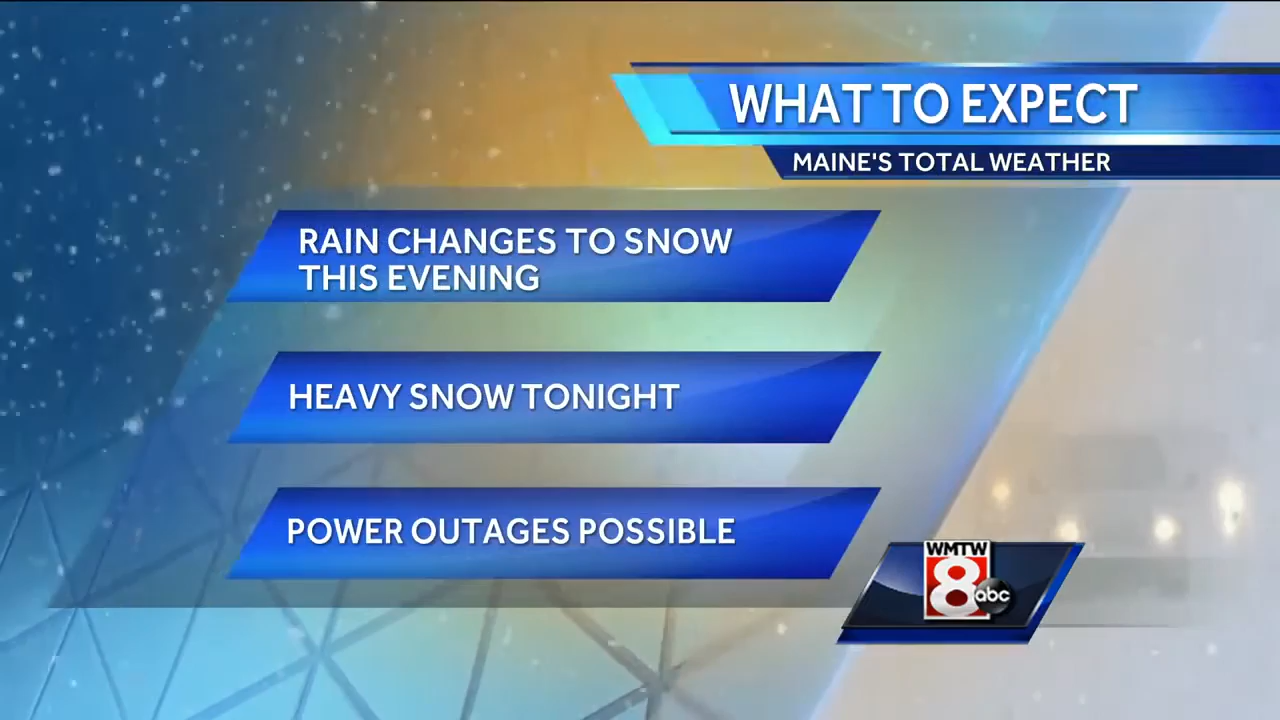 WHAT TO EXPECT
MAINE'S TOTAL WEATHER
RAIN CHANGES TO SNOW
THIS EVENING
HEAVY SNOW TONIGHT
POWER OUTAGES POSSIBLE
WMTW
8
abc